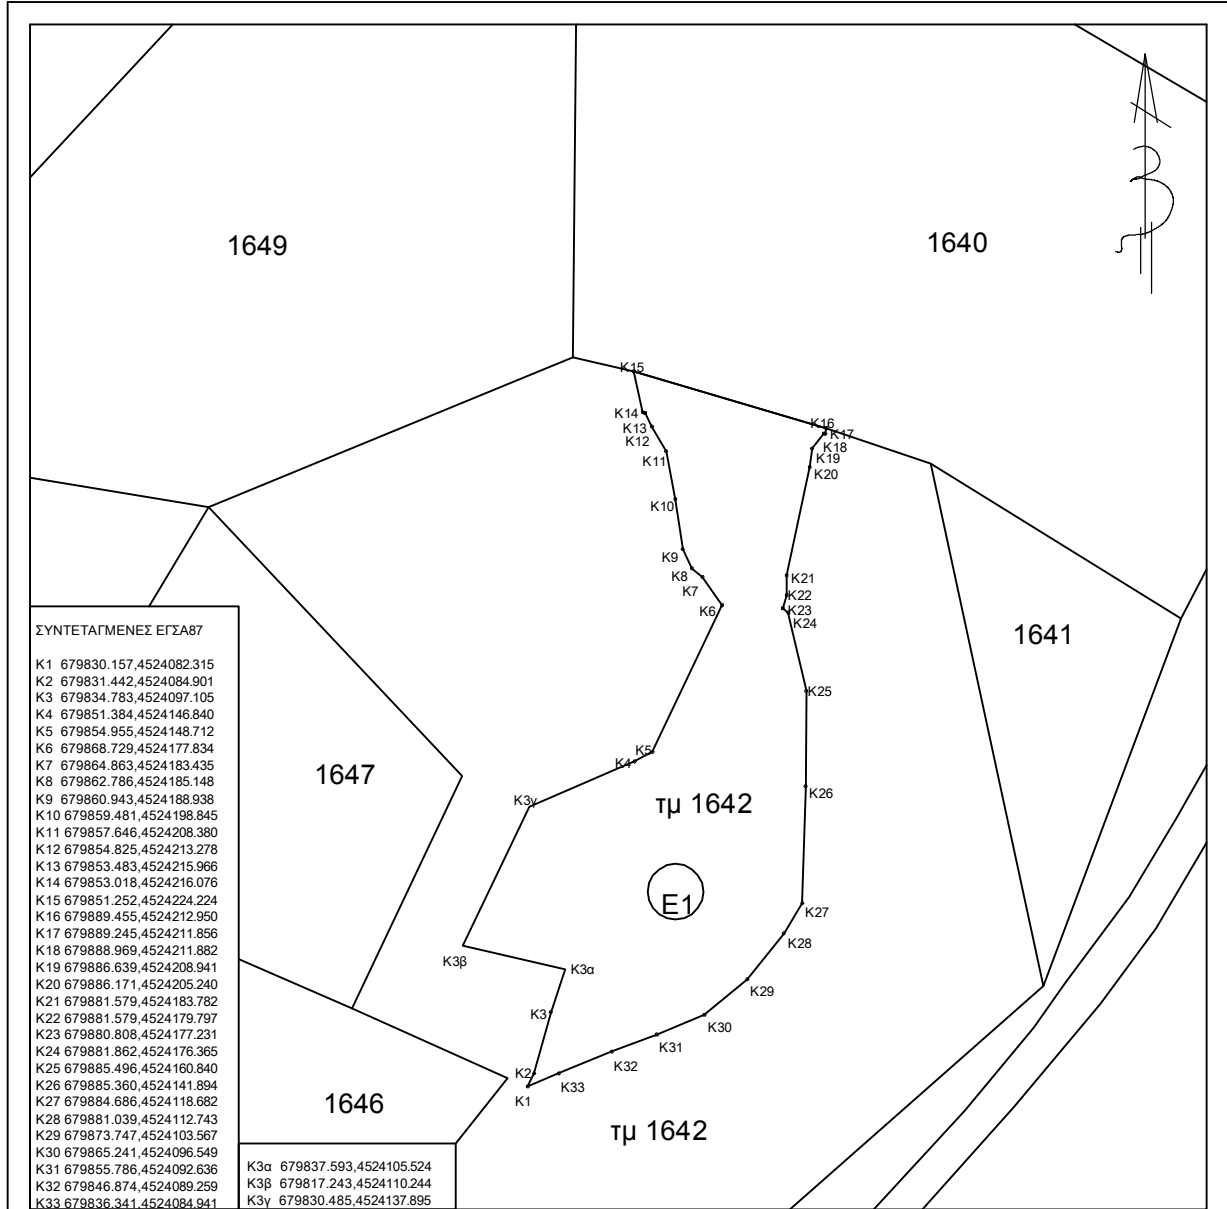 1649
1640
K15
K16
K14
K17
K13
K12
K18
K11
K19
K20
K10
K9
K8
K21
K7
K22
K6
K23
K24
1641
K25
K5
K4
K3γ
1647
τμ 1642
K26
E1
K27
K28
K3β
K3α
K29
K3
K30
K31
K32
K2
K33
K1
1646
τμ 1642
ΣΥΝΤΕΤΑΓΜΕΝΕΣ ΕΓΣΑ87
K1 679830.157,4524082.315
K2 679831.442,4524084.901
K3 679834.783,4524097.105
K4 679851.384,4524146.840
K5 679854.955,4524148.712
K6 679868.729,4524177.834
K7 679864.863,4524183.435
K8 679862.786,4524185.148
K9 679860.943,4524188.938
K10 679859.481,4524198.845
K11 679857.646,4524208.380
K12 679854.825,4524213.278
K13 679853.483,4524215.966
K14 679853.018,4524216.076
K15 679851.252,4524224.224
K16 679889.455,4524212.950
K17 679889.245,4524211.856
K18 679888.969,4524211.882
K19 679886.639,4524208.941
K20 679886.171,4524205.240
K21 679881.579,4524183.782
K22 679881.579,4524179.797
K23 679880.808,4524177.231
K24 679881.862,4524176.365
K25 679885.496,4524160.840
K26 679885.360,4524141.894
K27 679884.686,4524118.682
K28 679881.039,4524112.743
K29 679873.747,4524103.567
K30 679865.241,4524096.549
K31 679855.786,4524092.636
K32 679846.874,4524089.259
K33 679836.341,4524084.941
K3α 679837.593,4524105.524
K3β 679817.243,4524110.244
K3γ 679830.485,4524137.895